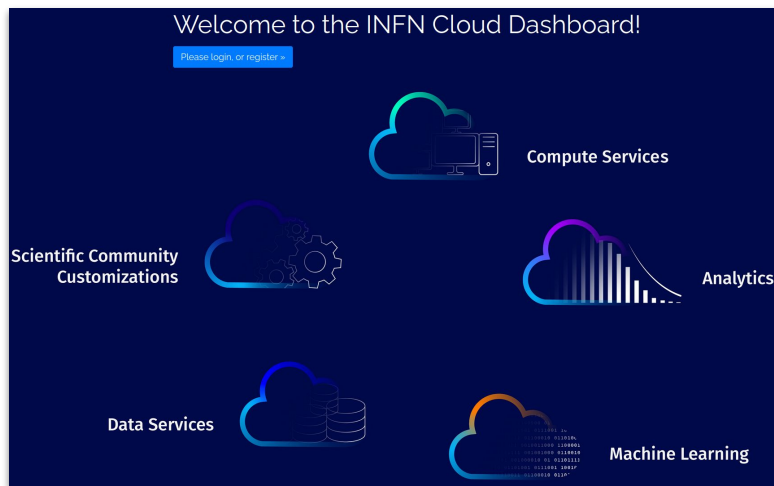 Welcome to the INFN Cloud Dashboard!
Please login, or register »
Compute Services
Scientific Community
Customizations
Analytics
Data Services
Machine Learning